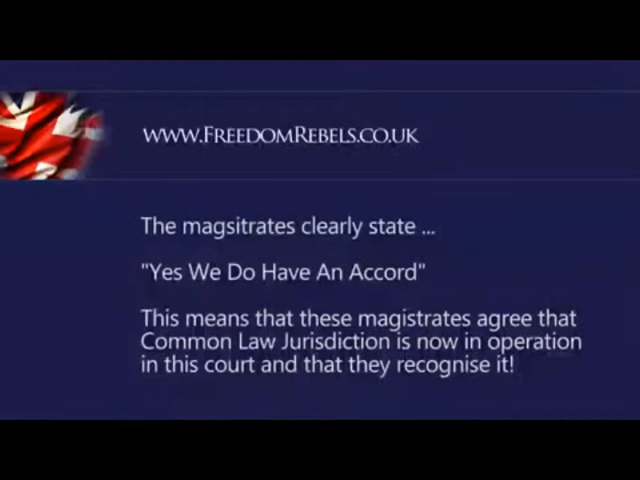 www.FreedomRebels.co.uk
The magsitrates clearly state ...
"Yes We Do Have An Accord"
This means that these magistrates agree that
Common Law Jurisdiction is now in operation
in this court and that they recognise it!